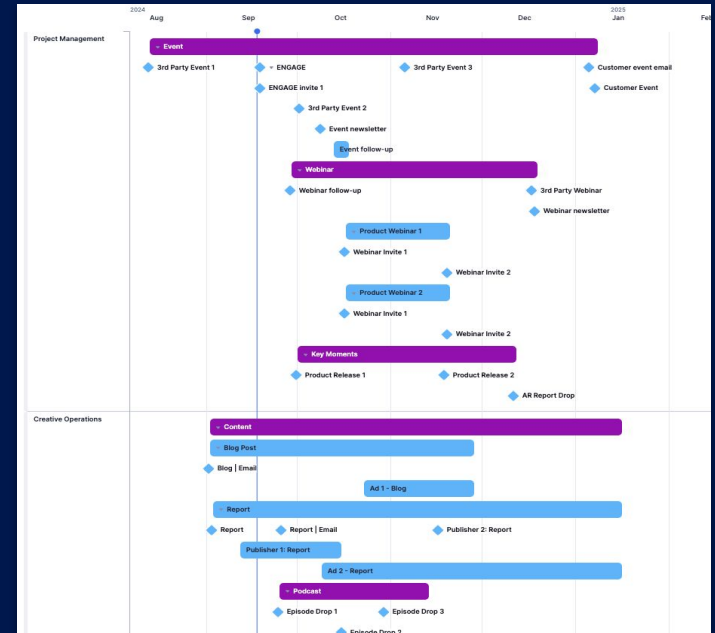 2024
2025
Aug
Sep
Oct
Nov
Dec
Jan
Project Management
Event
3rd Party Event 1
ENGAGE
3rd Party Event 3
Customer event email
ENGAGE invite 1
Customer Event
3rd Party Event 2
Event newsletter
Event follow-up
Webinar
Webinar follow-up
3rd Party Webinar
Webinar newsletter
Product Webinar 1
Webinar Invite 1
Webinar Invite 2
Product Webinar 2
Webinar Invite 1
Webinar Invite 2
Key Moments
Product Release 1
Product Release 2
AR Report Drop
Creative Operations
Content
Blog Post
Blog | Email
Ad 1 - Blog
Report
Report
Report | Email
Publisher 2: Report
Publisher 1: Report
Ad 2 - Report
Podcast
Episode Drop 1
Episode Drop 3
Episode Drop 2